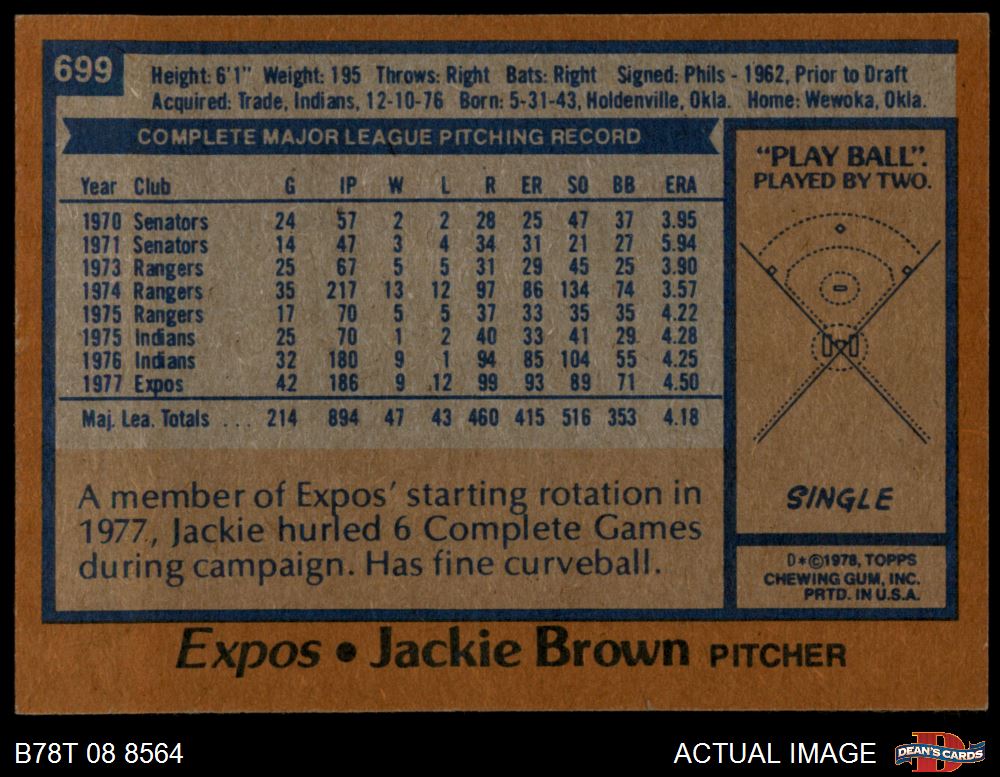 699
Height: 6'1" Weight: 195 Throws: Right Bats: Right Signed: Phils - 1962, Prior to Draft
Acquired: Trade, Indians, 12-10-76 Born: 5-31-43, Holdenville, Okla. Home: Wewoka, Okla.
COMPLETE MAJOR LEAGUE PITCHING RECORD
Year Club G IP W L R ER SO BB ERA
1970 Senators 24 57 2 2 28 25 47 37 3.95
1971 Senators 14 47 3 4 34 31 21 27 5.94
1973 Rangers 25 67 5 5 31 29 45 25 3.90
1974 Rangers 35 217 13 12 97 86 134 74 3.57
1975 Rangers 17 70 5 5 37 33 35 35 4.22
1975 Indians 25 70 1 2 40 33 41 29 4.28
1976 Indians 32 180 9 1 94 85 104 55 4.25
1977 Expos 42 186 9 12 99 93 89 71 4.50
Maj. Lea. Totals ... 214 894 47 43 460 415 516 353 4.18
A member of Expos' starting rotation in
1977, Jackie hurled 6 Complete Games
during campaign. Has fine curveball.
"PLAY BALL".
PLAYED BY TWO.
SINGLE
D*©1978, TOPPS
CHEWING GUM, INC.
PRTD. IN U.S.A.
Expos • Jackie Brown PITCHER
B78T 08 8564
ACTUAL IMAGE
D
DEAN'S CARDS